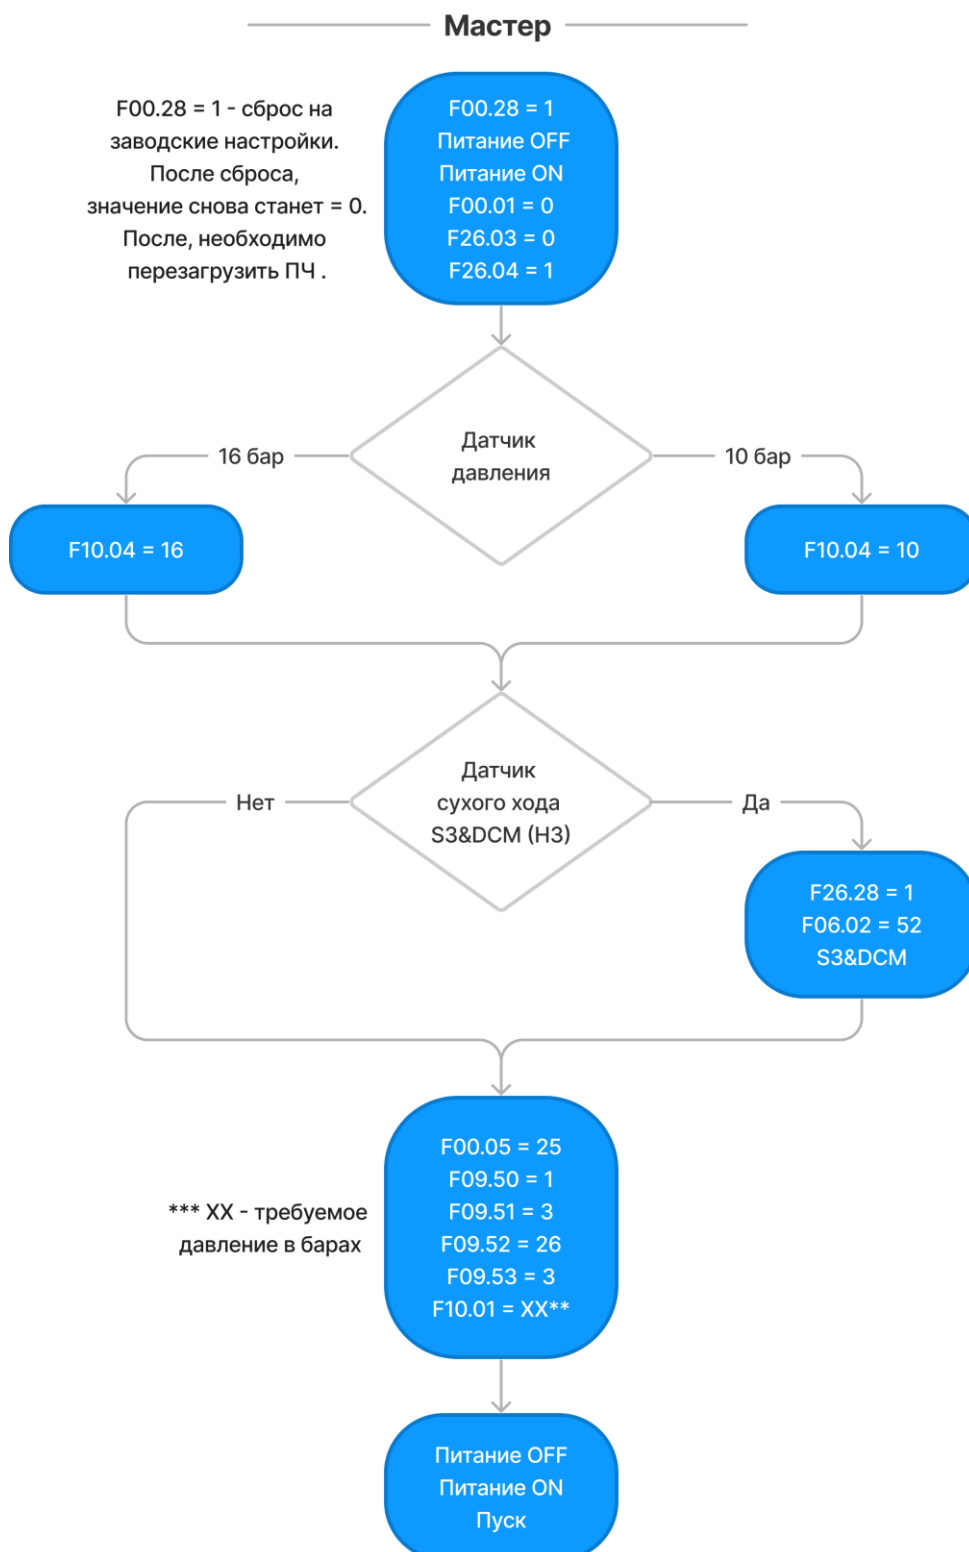 Мастер
F00.28 = 1 - сброс на
заводские настройки.
После сброса,
значение снова станет = 0.
После, необходимо
перезагрузить ПЧ .
F00.28 = 1
Питание OFF
Питание ON
F00.01 = 0
F26.03 = 0
F26.04 = 1
Датчик
давления
16 бар
10 бар
F10.04 = 16
F10.04 = 10
Датчик
сухого хода
S3&DCM (НЗ)
Нет
Да
F26.28 = 1
F06.02 = 52
S3&DCM
*** XX - требуемое
давление в барах
F00.05 = 25
F09.50 = 1
F09.51 = 3
F09.52 = 26
F09.53 = 3
F10.01 = XX**
Питание OFF
Питание ON
Пуск